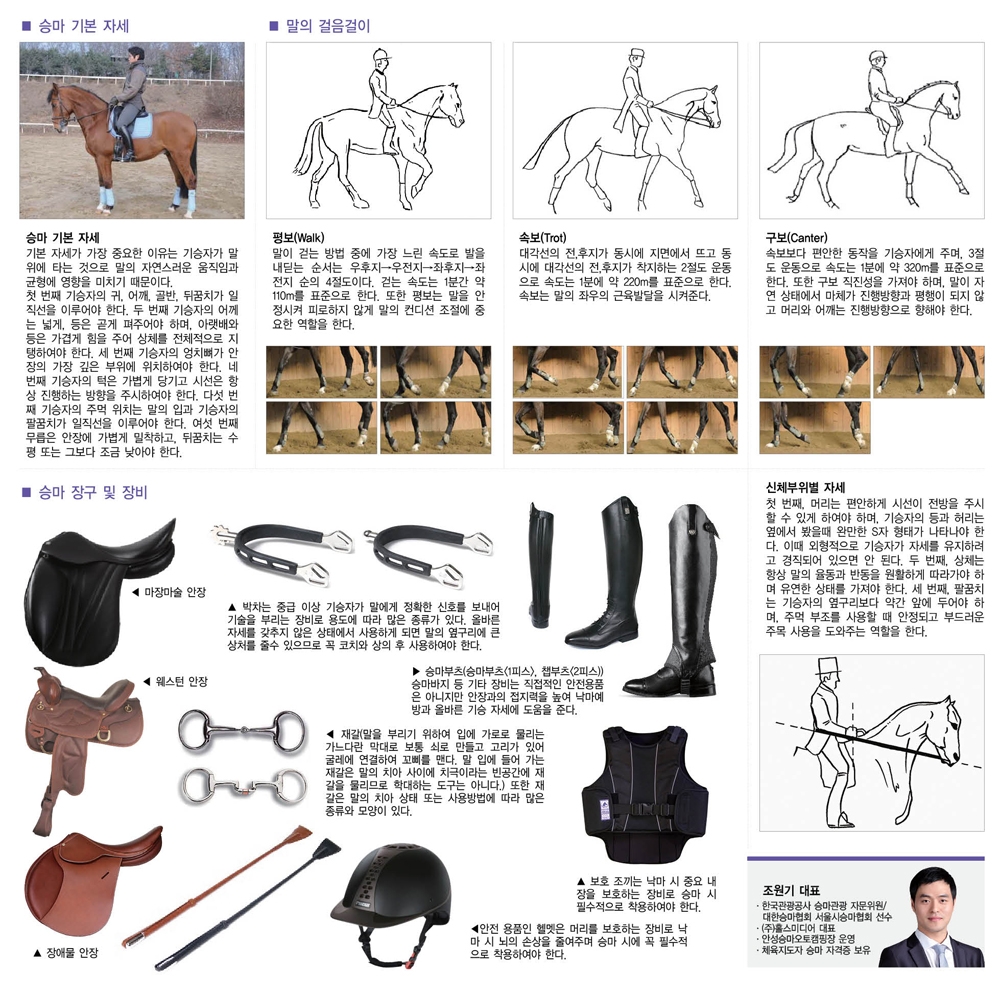 ■ 승마 기본 자세
승마 기본 자세
기본 자세가 가장 중요한 이유는 기승자가 말
위에 타는 것으로 말의 자연스러운 움직임과
균형에 영향을 미치기 때문이다.
첫 번째 기승자의 귀, 어깨, 골반, 뒤꿈치가 일
직선을 이루어야 한다. 두 번째 기승자의 어께
는 넓게, 등은 곧게 펴주어야 하며, 아랫배와
등은 가겹게 힘을 주어 상체를 전체적으로 지
탱하여야 한다. 세 번째 기승자의 엉치뼈가 안
장의 가장 깊은 부위에 위치하여야 한다. 네
번째 기승자의 턱은 가볍게 당기고 시선은 항
상 진행하는 방향을 주시하여야 한다. 다섯 번
째 기승자의 주먹 위치는 말의 입과 기승자의
팔꿈치가 일직선을 이루어야 한다. 여섯 번째
무릅은 안장에 가볍게 밀착하고, 뒤꿈치는 수
평 또는 그보다 조금 낮아야 한다.
■ 말의 걸음걸이
평보(Walk)
말이 걷는 방법 중에 가장 느린 속도로 발을
내딛는 순서는 우후지→우전지→좌후지→좌
전지 순의 4절도이다. 걷는 속도는 1분간 약
110m를 표준으로 한다. 또한 평보는 말을 안
정시켜 피로하지 않게 말의 컨디션 조절에 중
요한 역할을 한다.
속보(Trot)
대각선의 전,후지가 동시에 지면에서 뜨고 동
시에 대각선의 전,후지가 착지하는 2절도 운동
으로 속도는 1분에 약 220m를 표준으로 한다.
속보는 말의 좌우의 근육발달을 시켜준다.
구보(Canter)
속보보다 편안한 동작을 기승자에게 주며, 3절
도 운동으로 속도는 1분에 약 320m를 표준으로
한다. 또한 구보 직진성을 가져야 하며, 말이 자
연 상태에서 마체가 진행방향과 평행이 되지 않
고 머리와 어깨는 진행방향으로 향해야 한다.
■ 승마 장구 및 장비
◀ 마장마술 안장
▲ 박차는 중급 이상 기승자가 말에게 정확한 신호를 보내어
기술을 부리는 장비로 용도에 따라 많은 종류가 있다. 올바른
자세를 갖추지 않은 상태에서 사용하게 되면 말의 옆구리에 큰
상처를 줄수 있으므로 꼭 코치와 상의 후 사용하여야 한다.
▶ 승마부츠(승마부츠(1피스), 챕부츠(2피스))
승마바지 등 기타 장비는 직접적인 안전용품
은 아니지만 안장과의 접지력을 높여 낙마예
방과 올바른 기승 자세에 도움을 준다.
◀ 웨스턴 안장
◀ 재갈(말을 부리기 위하여 입에 가로로 물리는
가느다란 막대로 보통 쇠로 만들고 고리가 있어
굴레에 연결하여 꼬삐를 맨다. 말 입에 들어 가는
재갈은 말의 치아 사이에 치극이라는 빈공간에 재
갈을 물리므로 학대하는 도구는 아니다.) 또한 재
갈은 말의 치아 상태 또는 사용방법에 따라 많은
종류와 모양이 있다.
▲ 장애물 안장
▲ 보호 조끼는 낙마 시 중요 내
장을 보호하는 장비로 승마 시
필수적으로 착용하여야 한다.
◀안전 용품인 헬멧은 머리를 보호하는 장비로 낙
마 시 뇌의 손상을 줄여주며 승마 시에 꼭 필수적
으로 착용하여야 한다.
신체부위별 자세
첫 번째, 머리는 편안하게 시선이 전방을 주시
할 수 있게 하여야 하며, 기승자의 등과 허리는
옆에서 봤을때 완만한 S자 형태가 나타나야 한
다. 이때 외형적으로 기승자가 자세를 유지하려
고 경직되어 있으면 안 된다. 두 번째, 상체는
항상 말의 율동과 반동을 원활하게 따라가야 하
며 유연한 상태를 가져야 한다. 세 번째, 팔꿈치
는 기승자의 옆구리보다 약간 앞에 두어야 하
며, 주먹 부조를 사용할 때 안정되고 부드러운
주목 사용을 도와주는 역할을 한다.
조원기 대표
· 한국관광공사 승마관광 자문위원/
대한승마협회 서울시승마협회 선수
· (주)홀스미디어 대표
· 안성승마오토캠핑장 운영
· 체육지도자 승마 자격증 보유